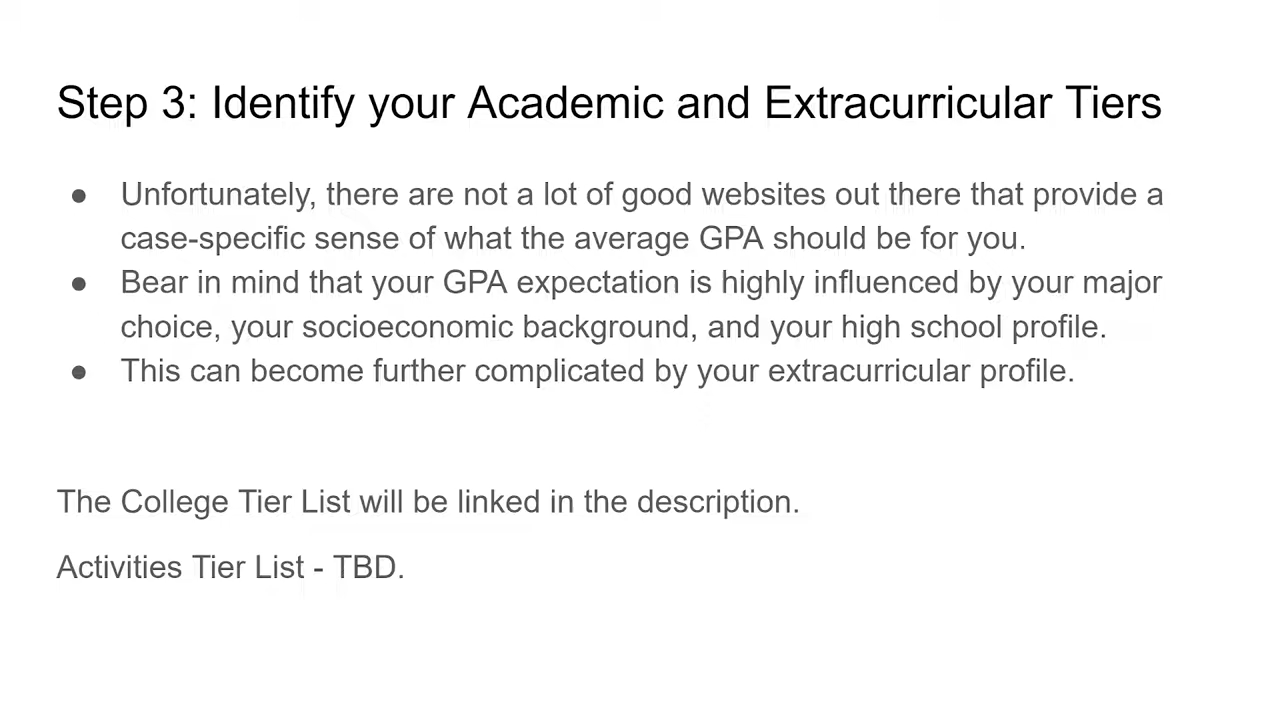 Step 3: Identify your Academic and Extracurricular Tiers
● Unfortunately, there are not a lot of good websites out there that provide a
case-specific sense of what the average GPA should be for you.
● Bear in mind that your GPA expectation is highly influenced by your major
choice, your socioeconomic background, and your high school profile.
● This can become further complicated by your extracurricular profile.
The College Tier List will be linked in the description.
Activities Tier List - TBD.